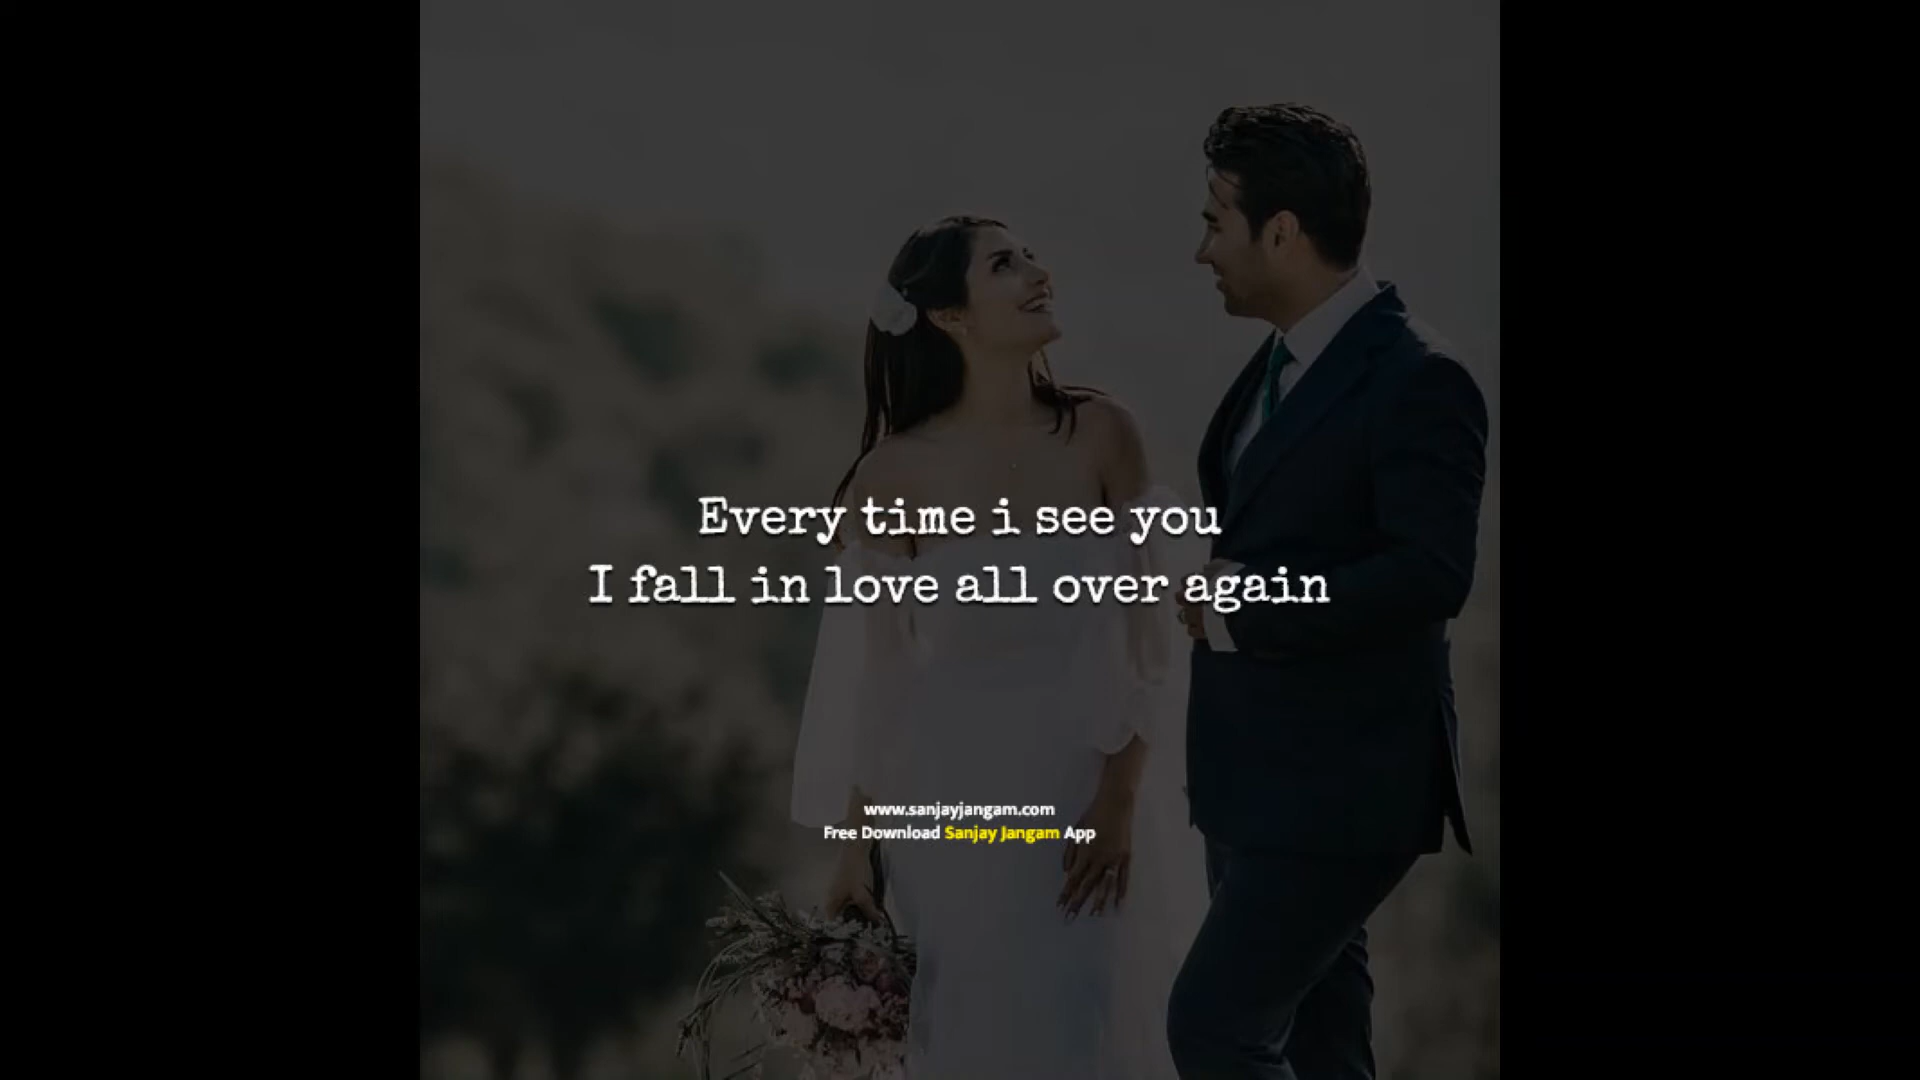 Every time i see you
I fall in love all over again
www.sanjayjangam.com
Free Download Sanjay Jangam App